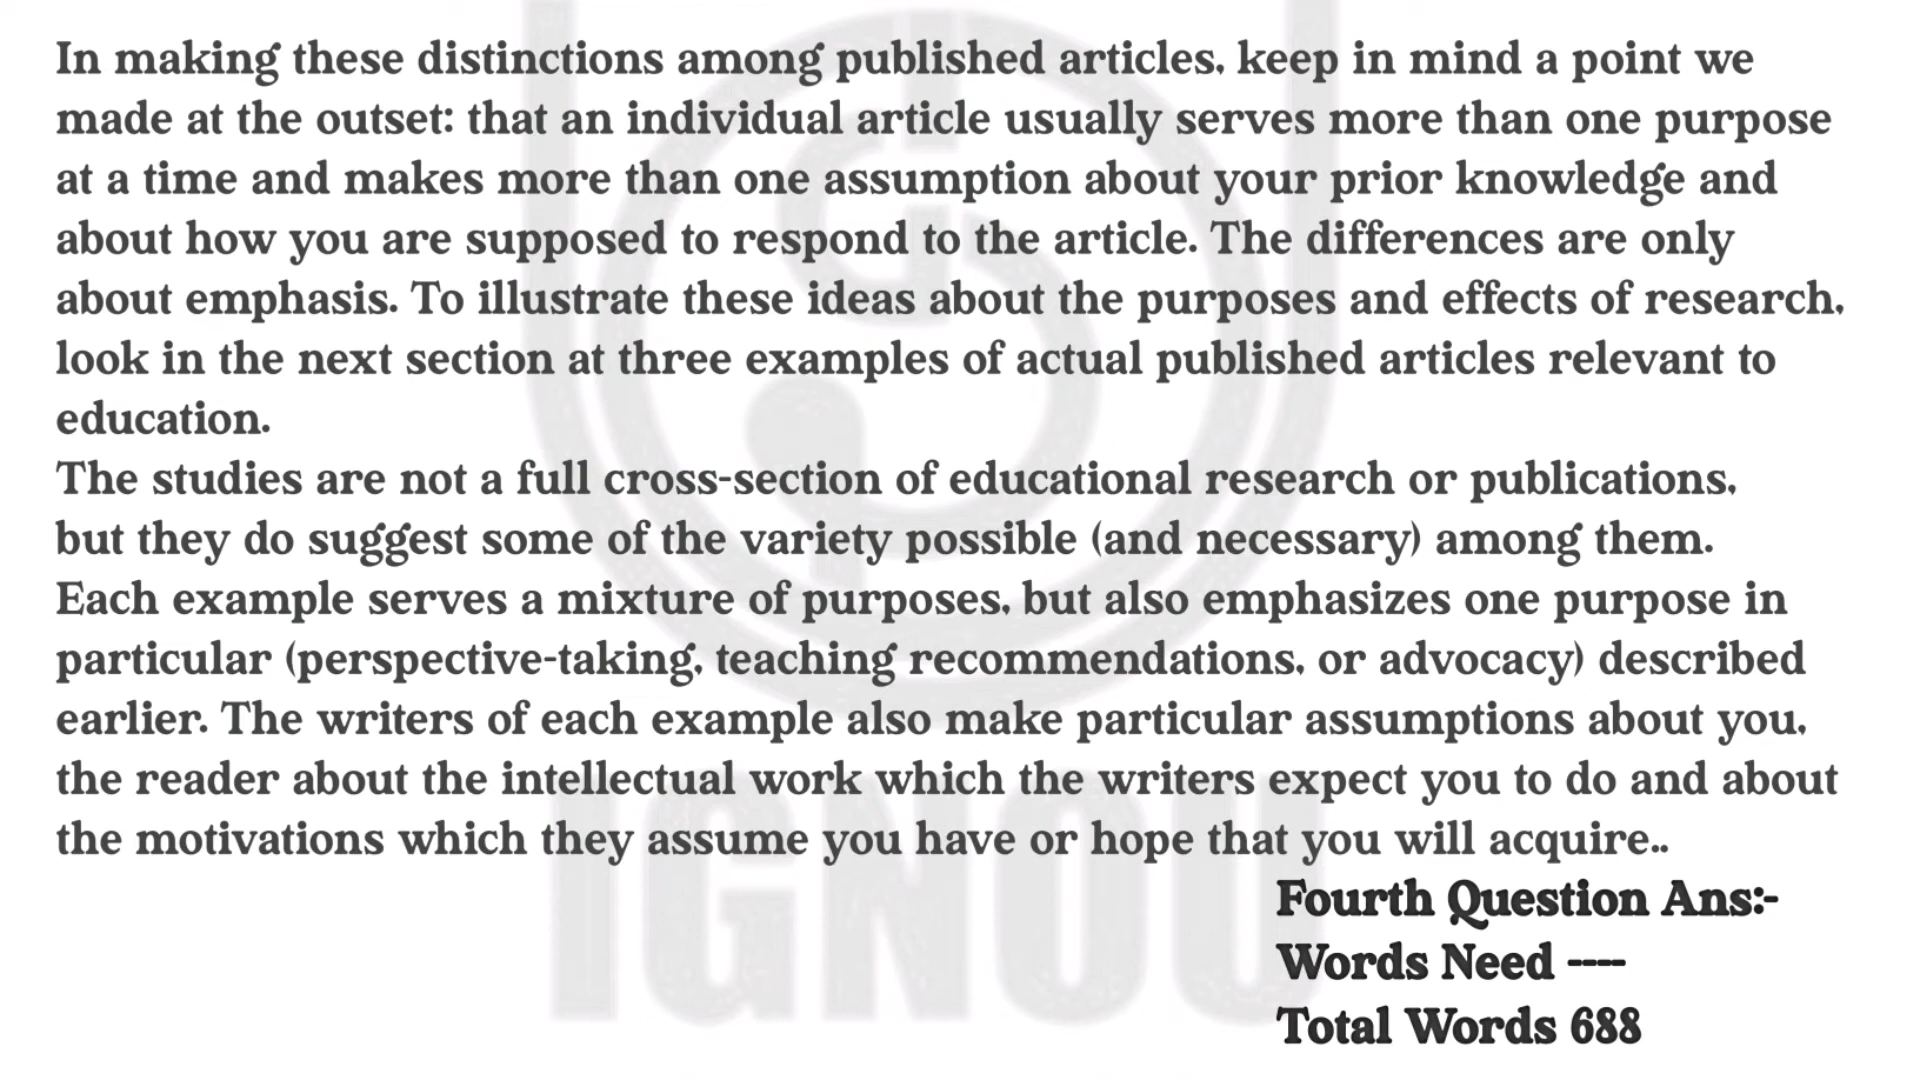 In making these distinctions among published articles, keep in mind a point we
made at the outset: that an individual article usually serves more than one purpose
at a time and makes more than one assumption about your prior knowledge and
about how you are supposed to respond to the article. The differences are only
about emphasis. To illustrate these ideas about the purposes and effects of research,
look in the next section at three examples of actual published articles relevant to
education.
The studies are not a full cross-section of educational research or publications,
but they do suggest some of the variety possible (and necessary) among them.
Each example serves a mixture of purposes, but also emphasizes one purpose in
particular (perspective-taking, teaching recommendations, or advocacy) described
earlier. The writers of each example also make particular assumptions about you,
the reader about the intellectual work which the writers expect you to do and about
the motivations which they assume you have or hope that you will acquire..
Fourth Question Ans:-
Words Need ----
Total Words 688
IGNOU